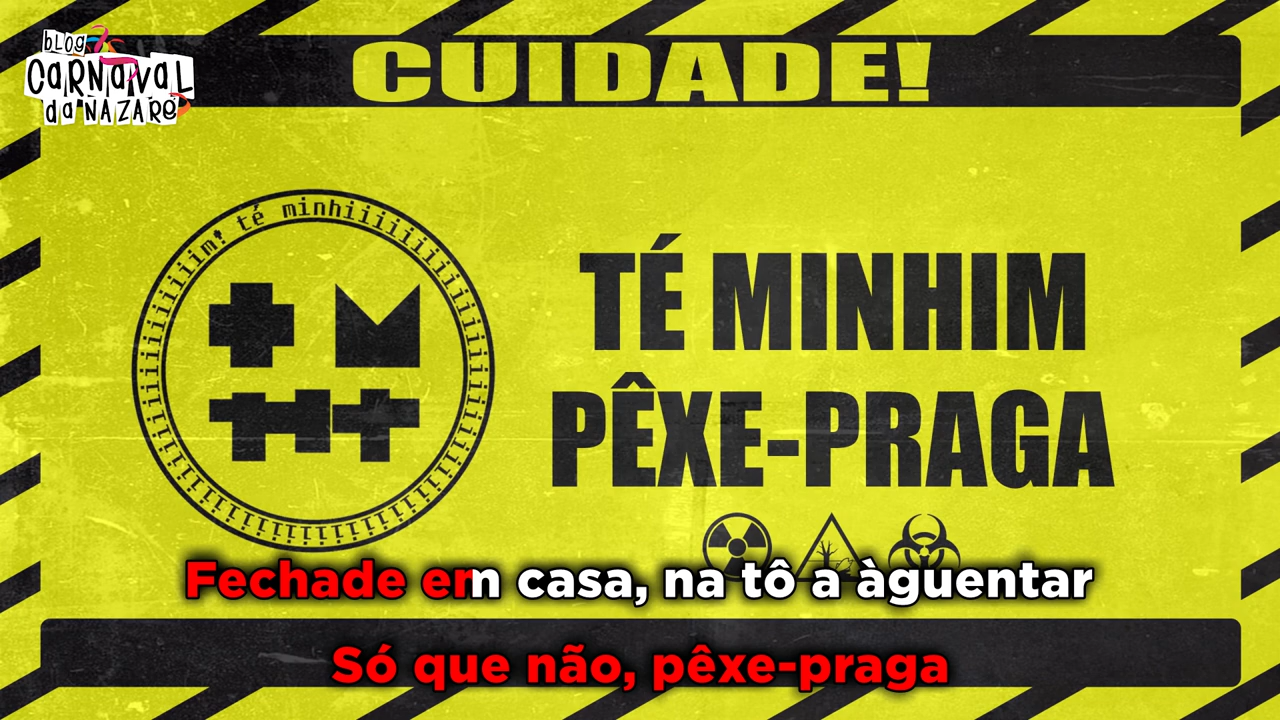 BLOG
CARNAVAL
da NAZARÉ
CUIDADE!
té minhiiiiiiiiiiiiiiiiiiiiiiiiiiiiiiiiiiiiiiiiiiiiiiiiiiiiiiiiiiiiiim!
TÉ MINHIM
PÊXE-PRAGA
Fechade em casa, na tô a àguentar
Só que não, pêxe-praga